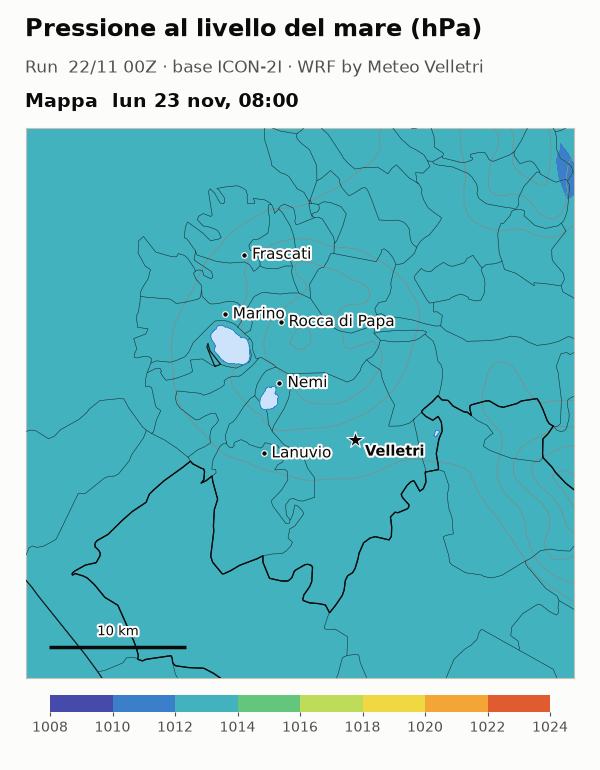 Pressione al livello del mare (hPa)
Run  22/11 00Z · base ICON-2I · WRF by Meteo Velletri
Mappa  lun 23 nov, 08:00
Frascati
Marino
Rocca di Papa
Nemi
Velletri
Lanuvio
10 km
1008 1010 1012 1014 1016 1018 1020 1022 1024